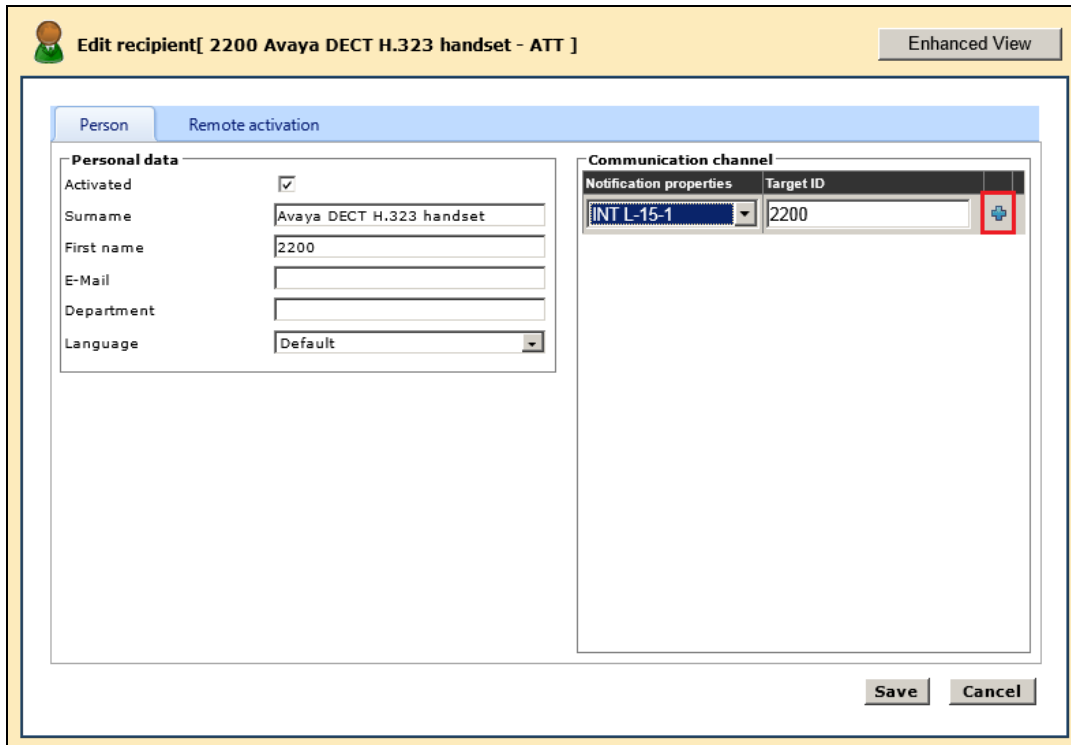 Edit recipient[ 2200 Avaya DECT H.323 handset - ATT ]
Enhanced View
Person
Remote activation
Personal data
Activated
Surname
Avaya DECT H.323 handset
First name
2200
E-Mail
Department
Language
Default
Communication channel
Notification properties
Target ID
INT L-15-1
2200
Save
Cancel